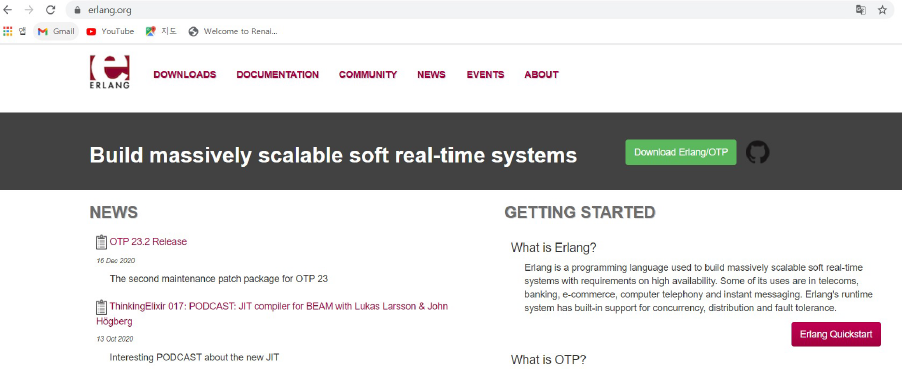 erlang.org
앱 Gmail YouTube 지도 Welcome to Renai...
ERLANG
DOWNLOADS DOCUMENTATION COMMUNITY NEWS EVENTS ABOUT
Build massively scalable soft real-time systems
Download Erlang/OTP
NEWS
OTP 23.2 Release
16 Dec 2020
The second maintenance patch package for OTP 23
ThinkingElixir 017: PODCAST: JIT compiler for BEAM with Lukas Larsson & John
Högberg
13 Oct 2020
Interesting PODCAST about the new JIT
GETTING STARTED
What is Erlang?
Erlang is a programming language used to build massively scalable soft real-time
systems with requirements on high availability. Some of its uses are in telecoms,
banking, e-commerce, computer telephony and instant messaging. Erlang's runtime
system has built-in support for concurrency, distribution and fault tolerance.
Erlang Quickstart
What is OTP?